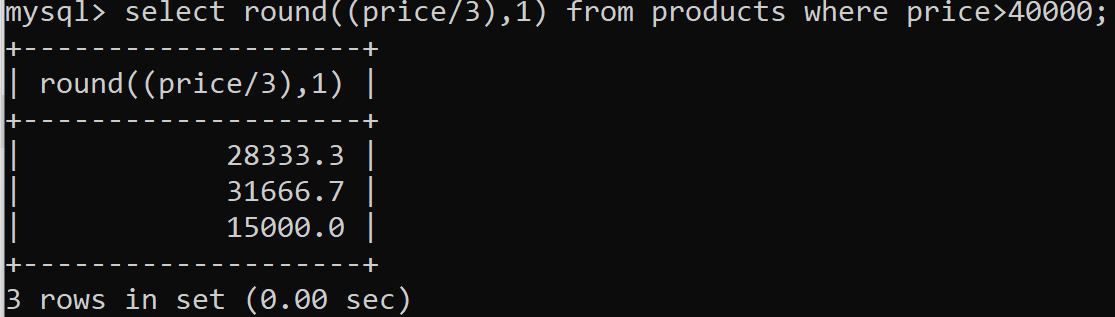 mysql> select round((price/3),1) from products where price>40000;
+--------------------+
| round((price/3),1) |
+--------------------+
|            28333.3 |
|            31666.7 |
|            15000.0 |
+--------------------+
3 rows in set (0.00 sec)